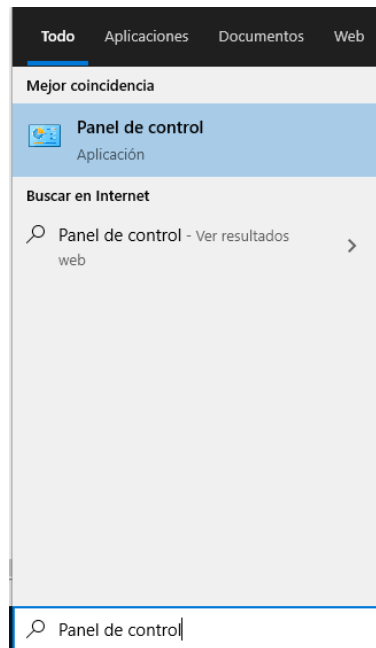 Todo Aplicaciones Documentos Web
Mejor coincidencia
Panel de control
Aplicación
Buscar en Internet
Panel de control - Ver resultados
web
Panel de control